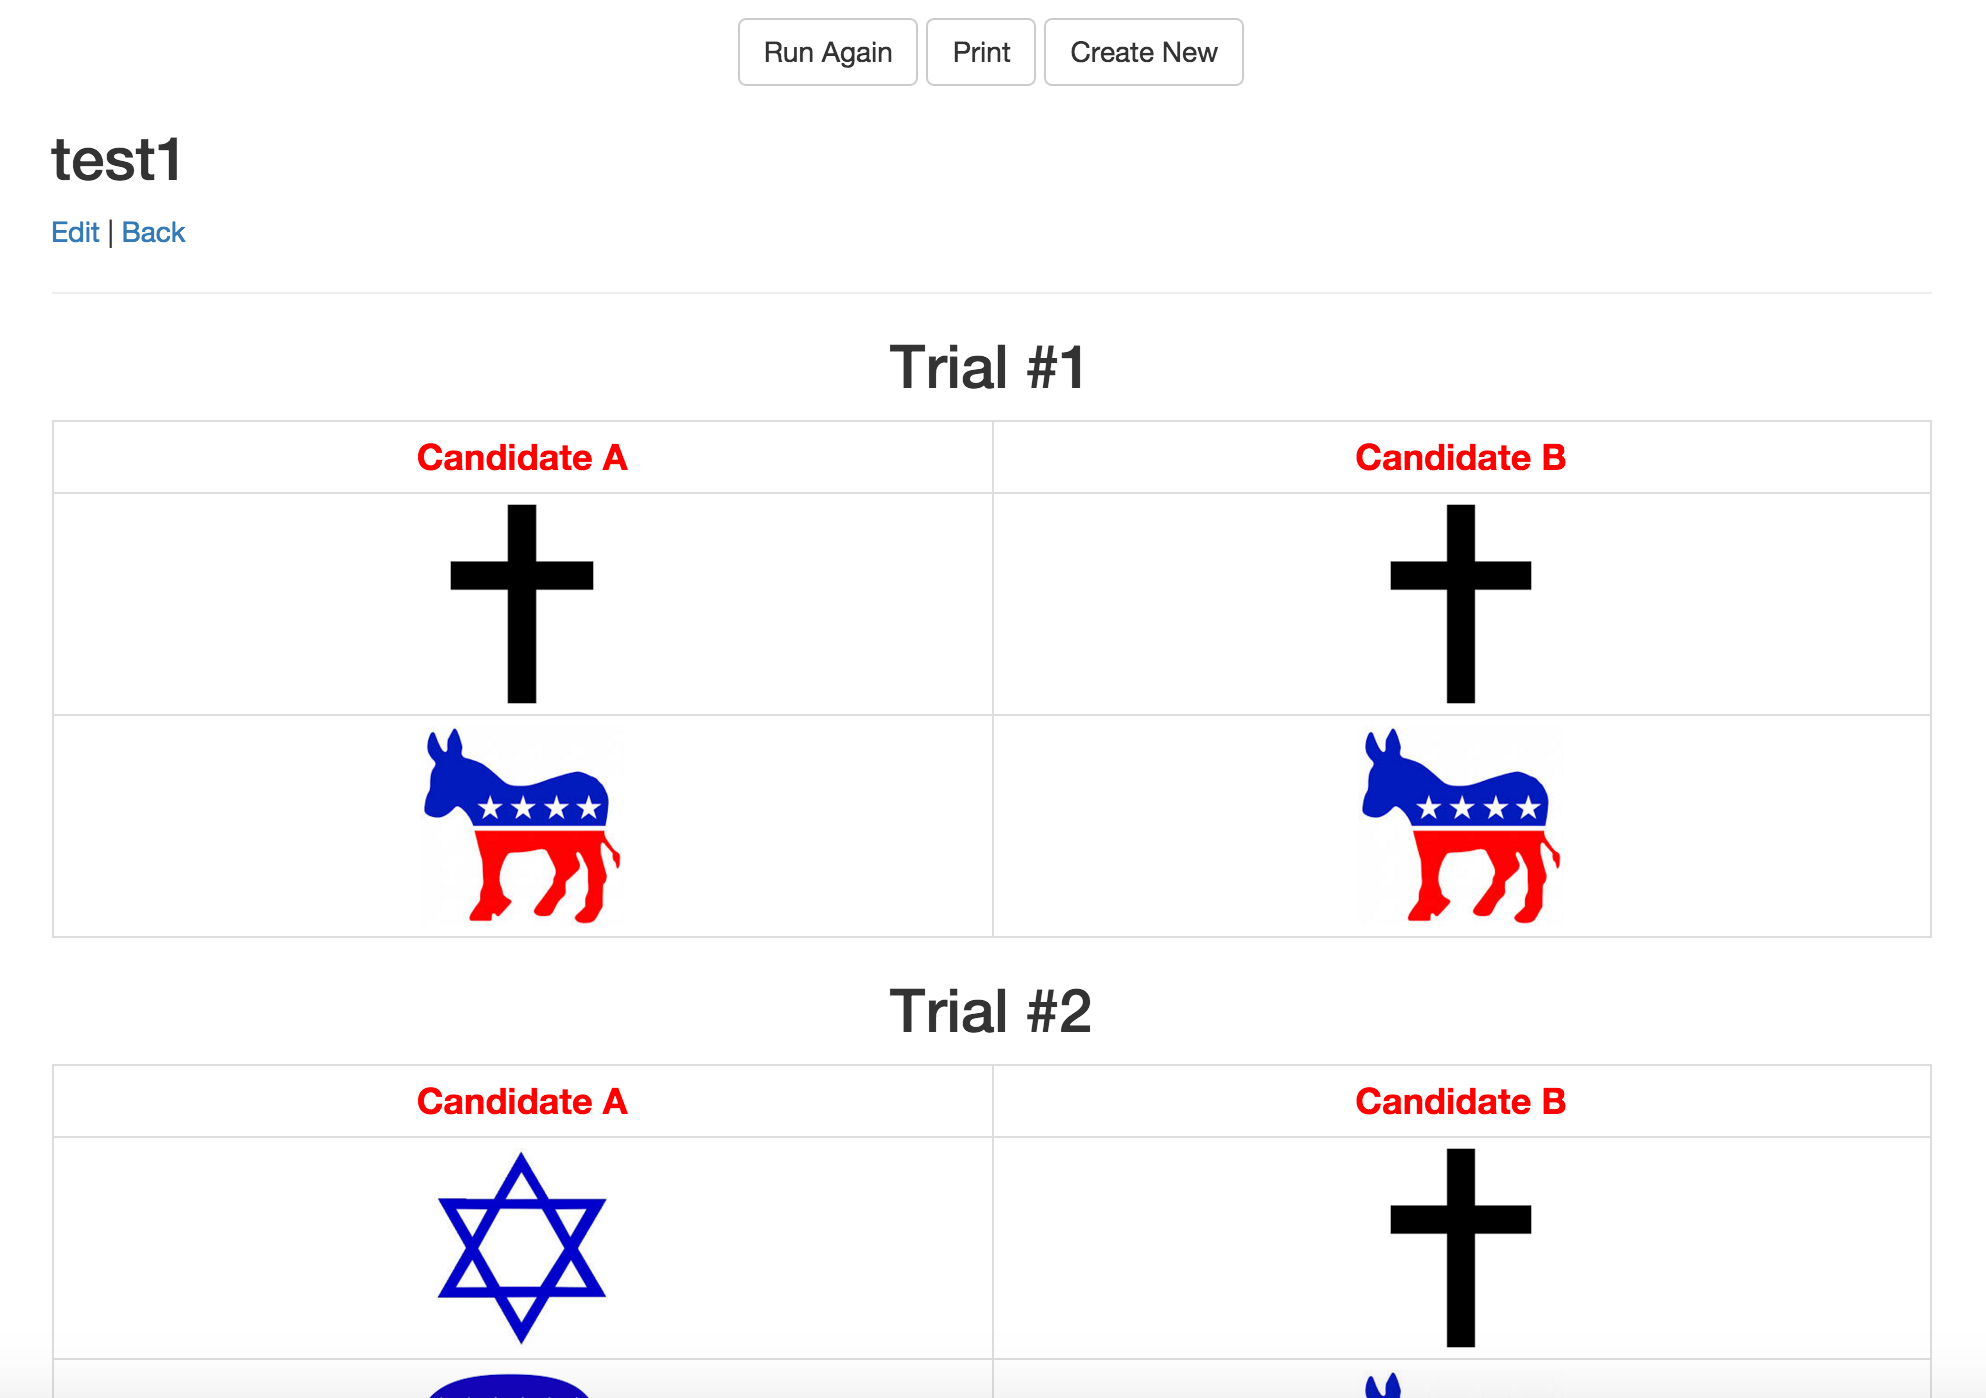 Run Again Print Create New
test1
Edit | Back
Trial #1
Candidate A Candidate B
Trial #2
Candidate A Candidate B